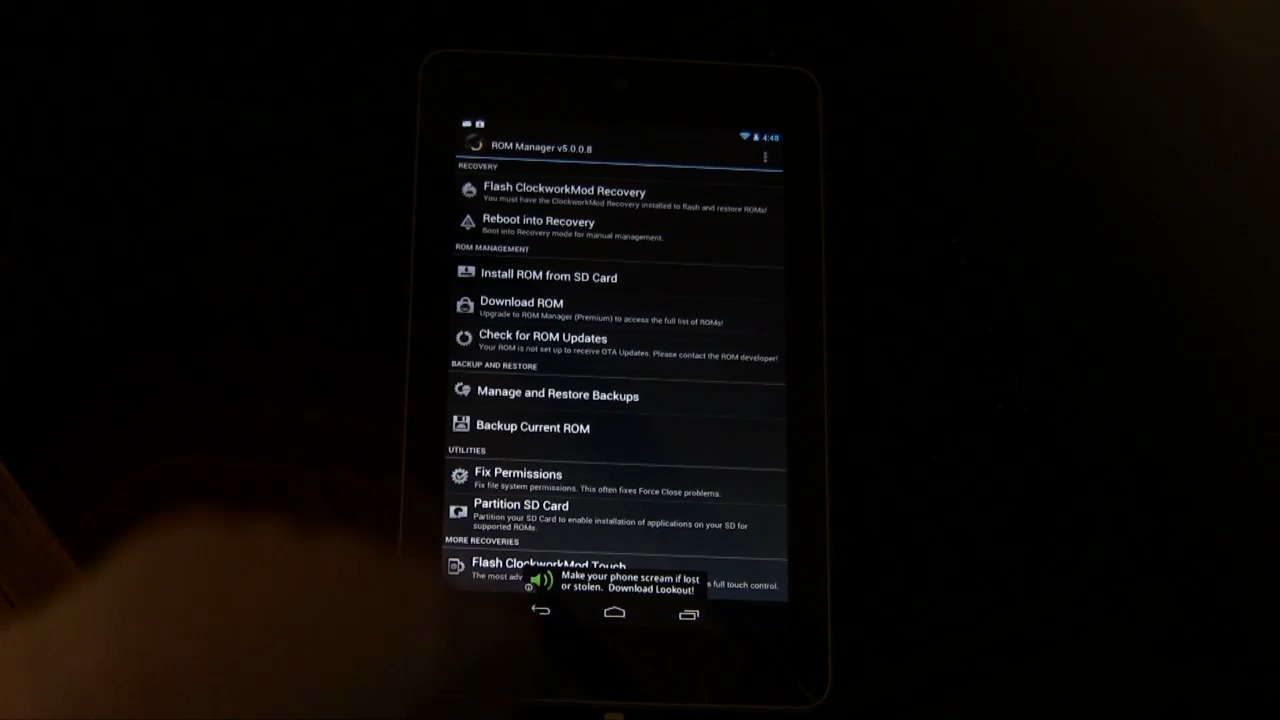 4:48
ROM Manager v5.0.0.8
RECOVERY
Flash ClockworkMod Recovery
You must have the ClockworkMod Recovery installed to flash and restore ROMs!
Reboot into Recovery
Boot into Recovery mode for manual management.
ROM MANAGEMENT
Install ROM from SD Card
Download ROM
Upgrade to ROM Manager (Premium) to access the full list of ROMs!
Check for ROM Updates
Your ROM is not set up to receive OTA Updates. Please contact the ROM developer!
BACKUP AND RESTORE
Manage and Restore Backups
Backup Current ROM
UTILITIES
Fix Permissions
Fix file system permissions. This often fixes Force Close problems.
Partition SD Card
Partition your SD Card to enable installation of applications on your SD for
supported ROMs.
MORE RECOVERIES
Flash ClockworkMod Touch
The most adv
s full touch control.
Make your phone scream if lost
or stolen. Download Lookout!